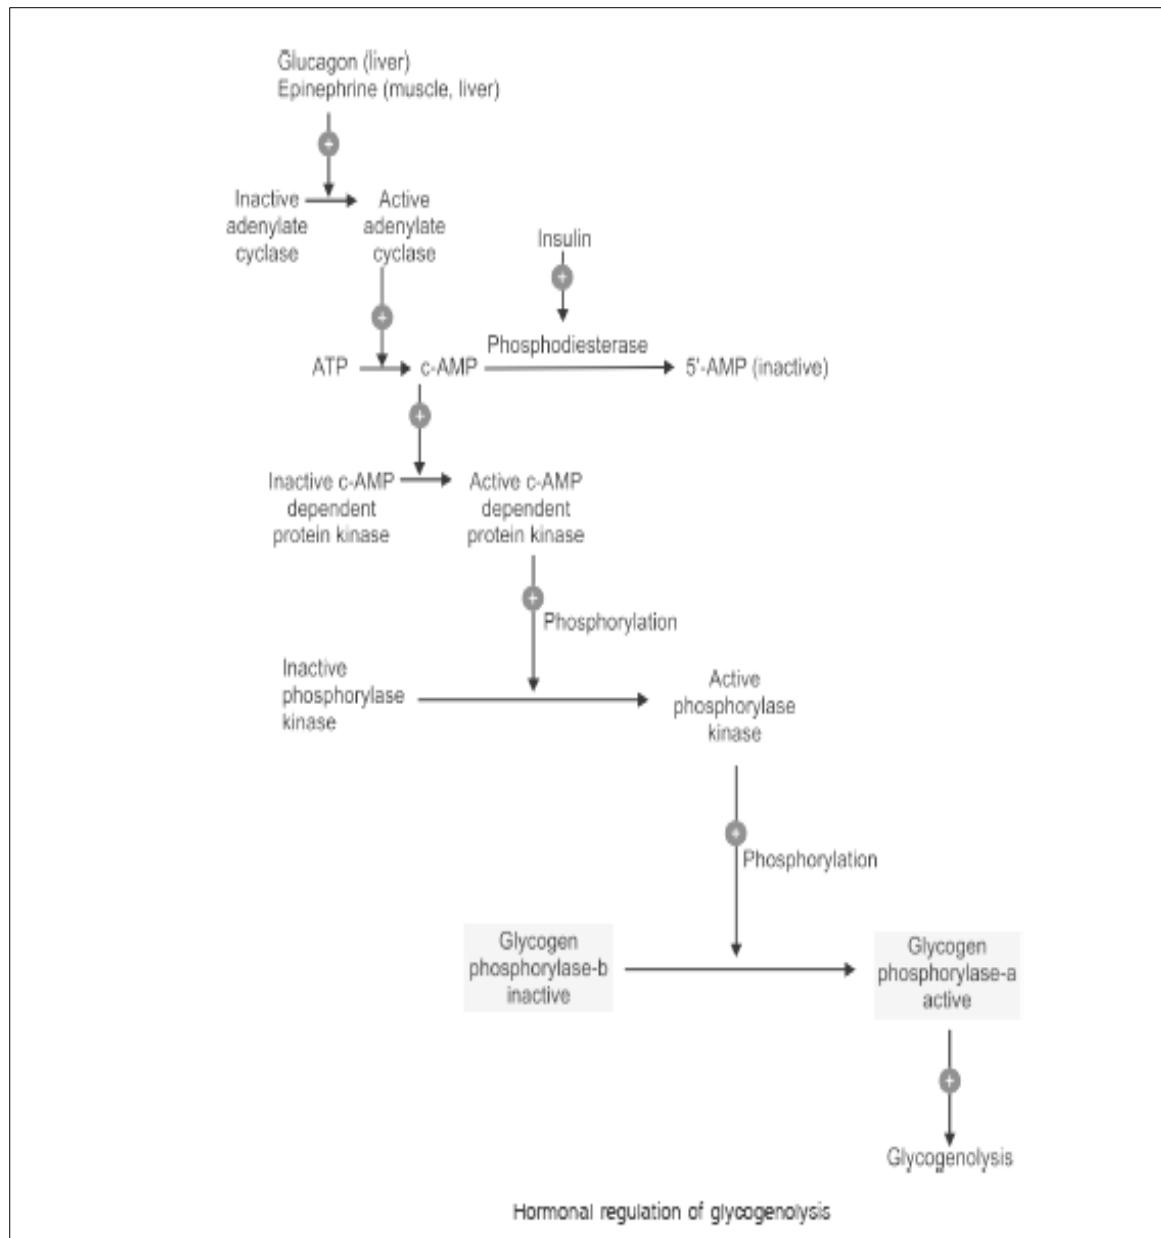 Glucagon (liver)
Epinephrine (muscle, liver)
+
Inactive
adenylate
cyclase
Active
adenylate
cyclase
Insulin
+
+
ATP
c-AMP
Phosphodiesterase
5'-AMP (inactive)
+
Inactive c-AMP
dependent
protein kinase
Active c-AMP
dependent
protein kinase
+
Phosphorylation
Inactive
phosphorylase
kinase
Active
phosphorylase
kinase
+
Phosphorylation
Glycogen
phosphorylase-b
inactive
Glycogen
phosphorylase-a
active
+
Glycogenolysis
Hormonal regulation of glycogenolysis